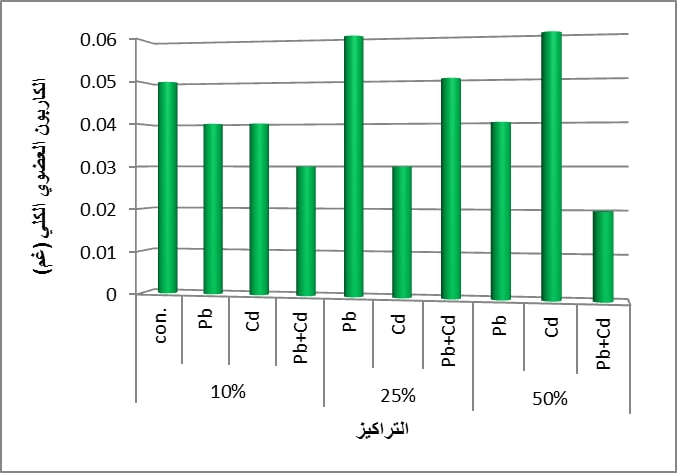 0.06
0.05
0.04
0.03
0.02
0.01
0
الكاربون العضوي الكلي (غم)
con. Pb Cd Pb+Cd Pb Cd Pb+Cd Pb Cd Pb+Cd
10% 25% 50%
التراكيز